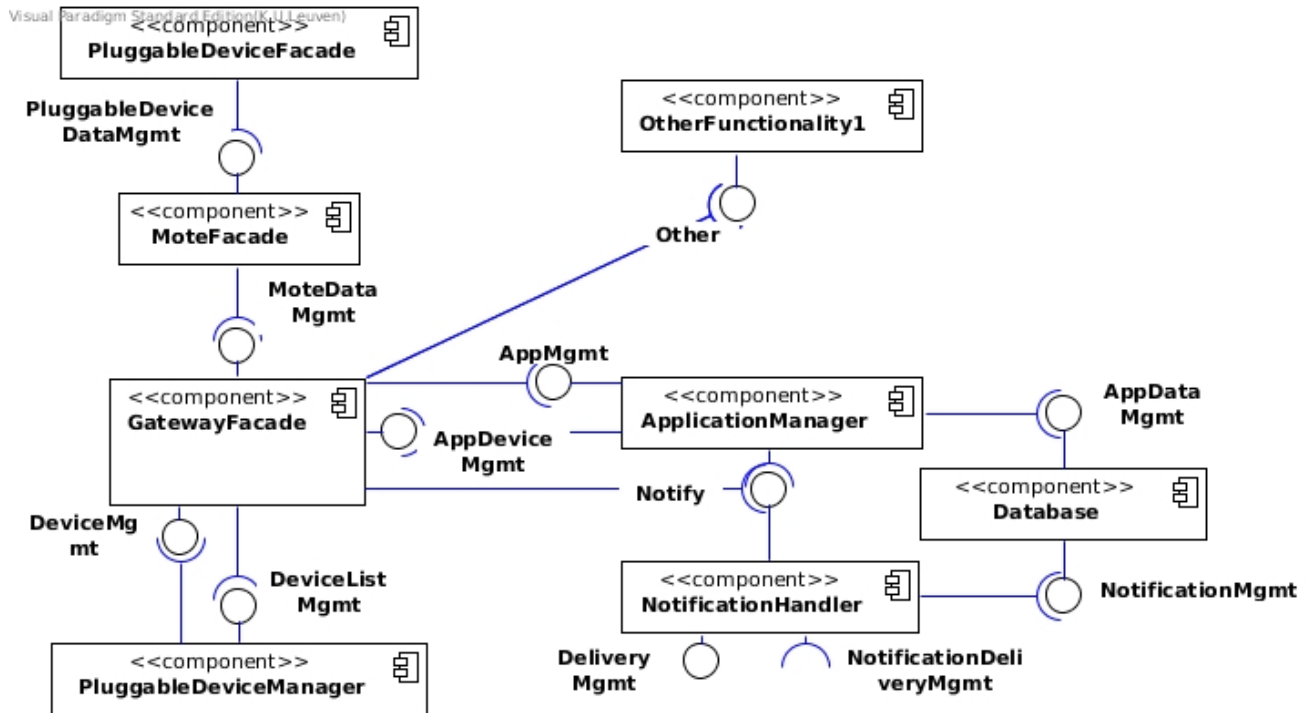 Visual Paradigm Standard Edition(K.U.Leuven)
<<component>>
PluggableDeviceFacade
PluggableDevice
DataMgmt
<<component>>
OtherFunctionality1
<<component>>
MoteFacade
Other
MoteData
Mgmt
AppMgmt
<<component>>
GatewayFacade
<<component>>
ApplicationManager
AppData
Mgmt
AppDevice
Mgmt
Notify
<<component>>
Database
DeviceMg
mt
DeviceList
Mgmt
<<component>>
NotificationHandler
NotificationMgmt
<<component>>
PluggableDeviceManager
Delivery
Mgmt
NotificationDeli
veryMgmt